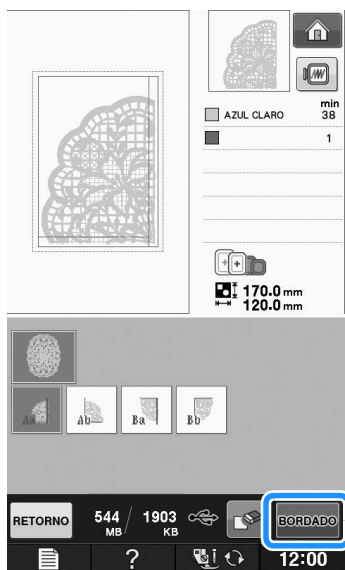 min
AZUL CLARO 38
1
170.0 mm
120.0 mm
Aa Ab Ba Bb
RETORNO 544 MB / 1903 KB BORDADO
? 12:00